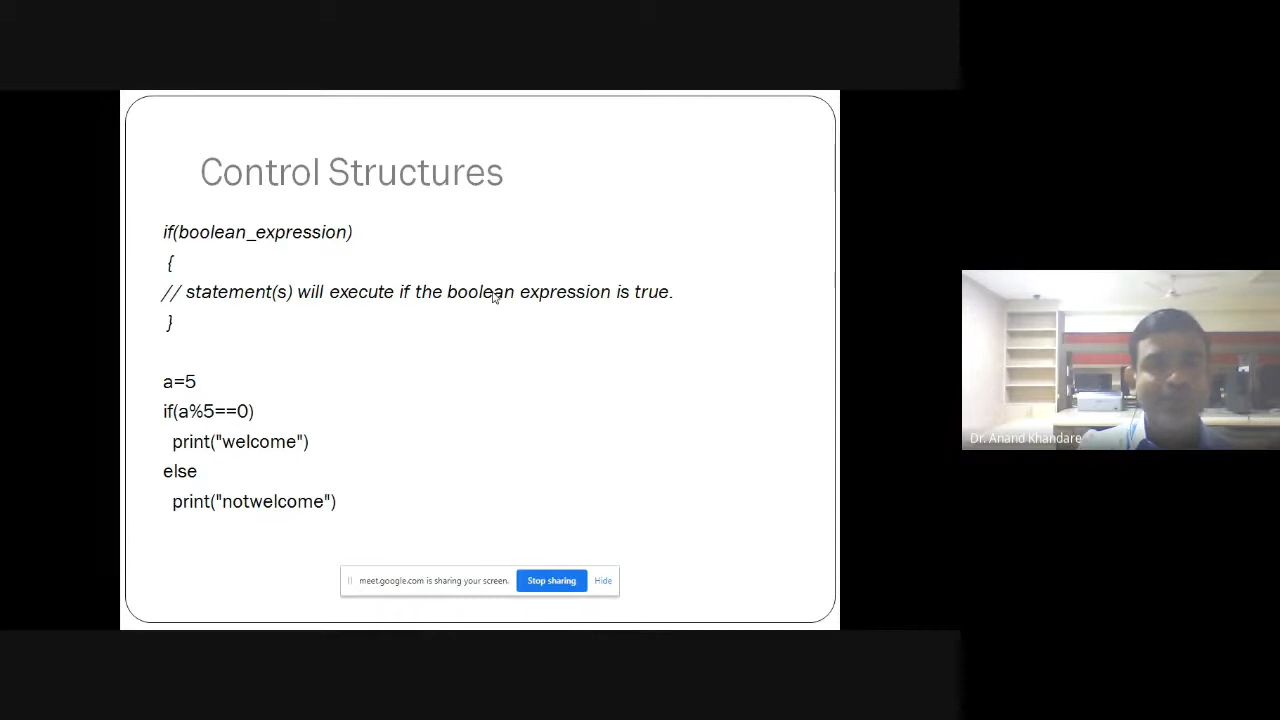 Control Structures
if(boolean_expression)
{
// statement(s) will execute if the boolean expression is true.
}
a=5
if(a%5==0)
print("welcome")
else
print("notwelcome")
meet.google.com is sharing your screen. Stop sharing Hide
Dr. Anand Khandare